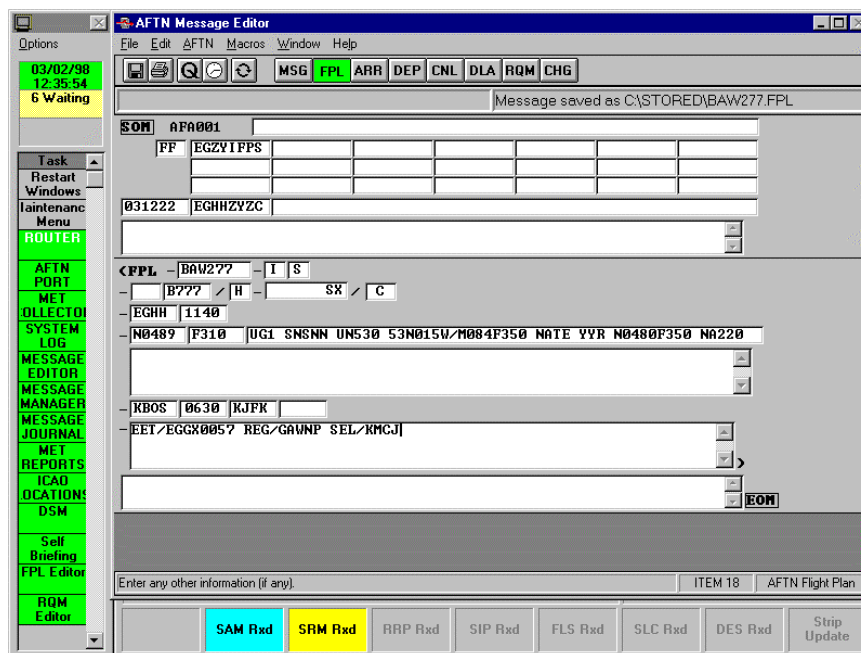 AFTN Message Editor
Options
File Edit AFTN Macros Window Help
03/02/98
12:35:54
6 Waiting
Q MSG FPL ARR DEP CNL DLA RQM CHG
Message saved as C:\STORED\BAW277.FPL
SOM AFA001
FF EGZYIFPS
031222 EGHHZYZC
Task
Restart
Windows
Iaintenanc
Menu
ROUTER
AFTN
PORT
MET
OLLECTO
SYSTEM
LOG
MESSAGE
EDITOR
MESSAGE
MANAGER
MESSAGE
JOURNAL
MET
REPORTS
ICAO
OCATIONS
DSM
Self
Briefing
FPL Editor
RQM
Editor
(FPL - BAW277 - I S
- B777 / H - SX / C
- EGHH 1140
- N0489 F310 UG1 SNSNN UN530 53N015W/M084F350 NATE YYR N0480F350 NA220
- KBOS 0630 KJFK
- EET/EGGX0057 REG/GAWNP SEL/KMCJ
)
EOM
Enter any other information (if any). ITEM 18 AFTN Flight Plan
SAM Rxd SRM Rxd RRP Rxd SIP Rxd FLS Rxd SLC Rxd DES Rxd Strip Update